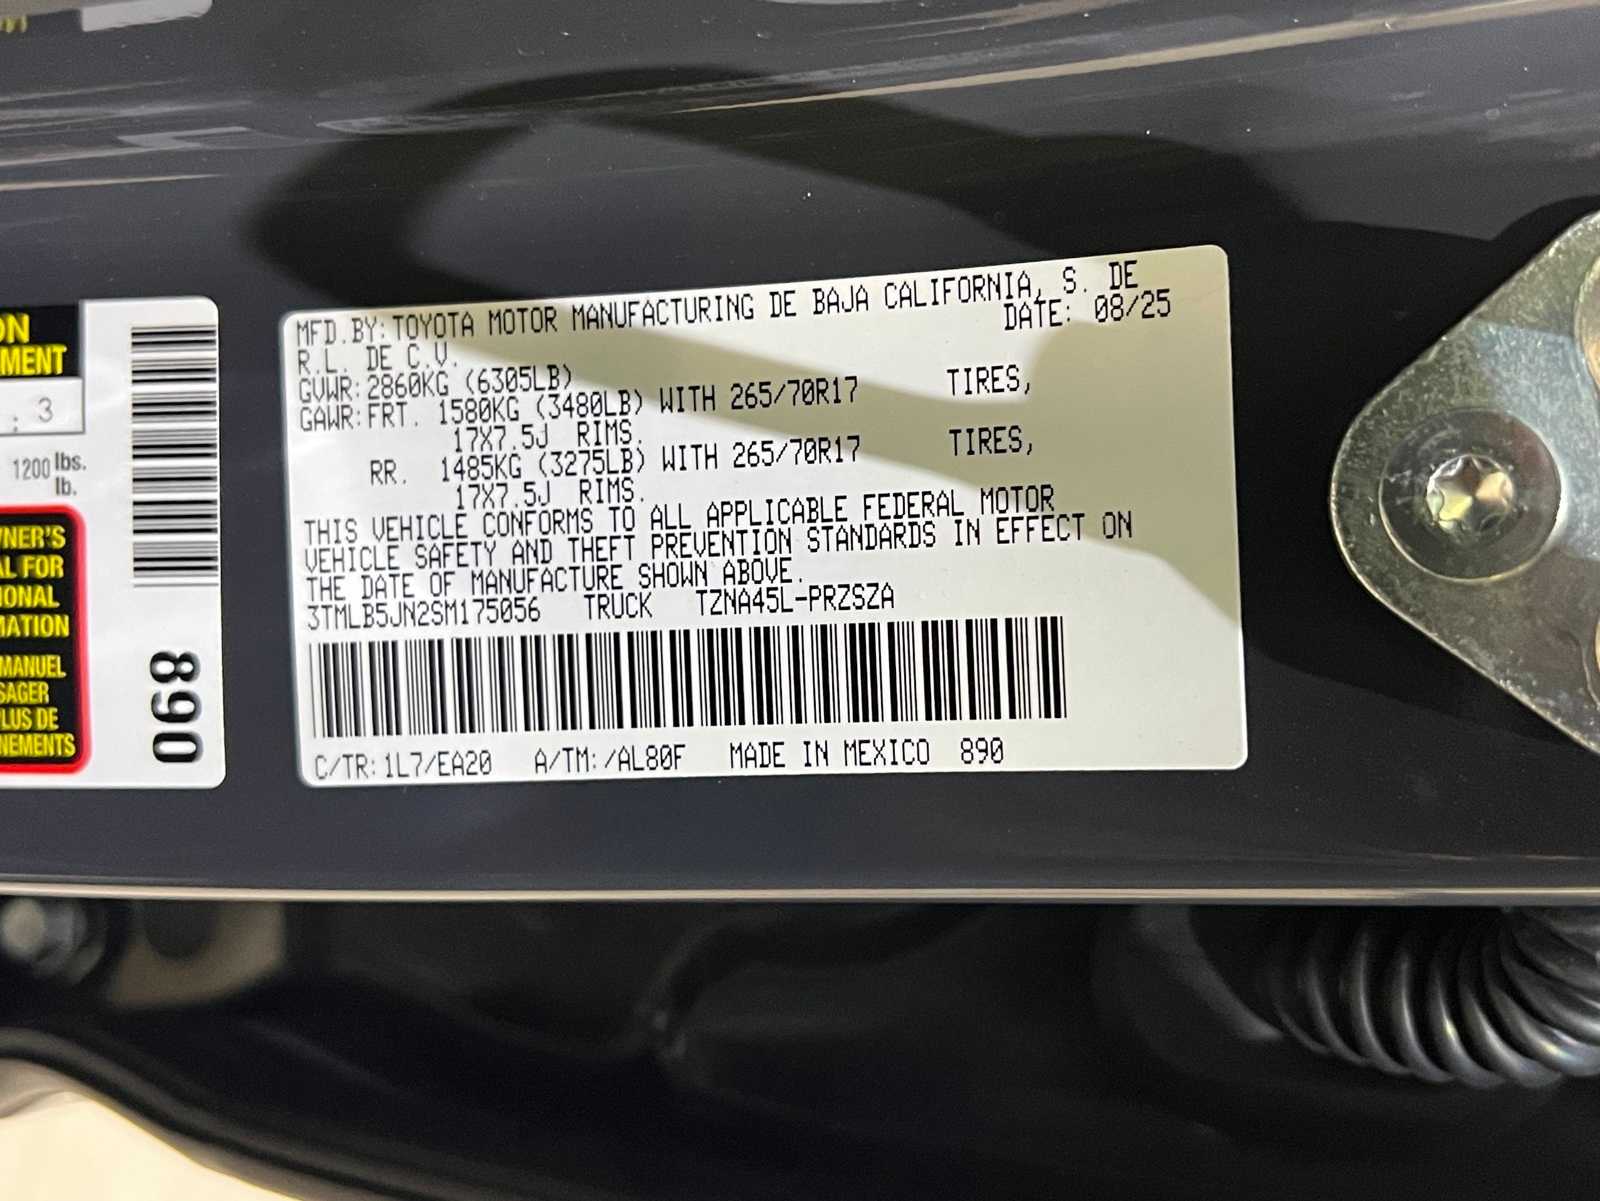 ON
MENT
: 3
1200 lbs.
lb.
NER'S
AL FOR
IONAL
MATION
MANUEL
SAGER
PLUS DE
NEMENTS
890
MFD.BY:TOYOTA MOTOR MANUFACTURING DE BAJA CALIFORNIA, S. DE
R.L. DE C.V. DATE: 08/25
GVWR:2860KG (6305LB)
GAWR:FRT. 1580KG (3480LB) WITH 265/70R17 TIRES,
17X7.5J RIMS.
RR. 1485KG (3275LB) WITH 265/70R17 TIRES,
17X7.5J RIMS.
THIS VEHICLE CONFORMS TO ALL APPLICABLE FEDERAL MOTOR
VEHICLE SAFETY AND THEFT PREVENTION STANDARDS IN EFFECT ON
THE DATE OF MANUFACTURE SHOWN ABOVE.
3TMLB5JN2SM175056 TRUCK TZNA45L-PRZSZA
C/TR:1L7/EA20 A/TM:/AL80F MADE IN MEXICO 890